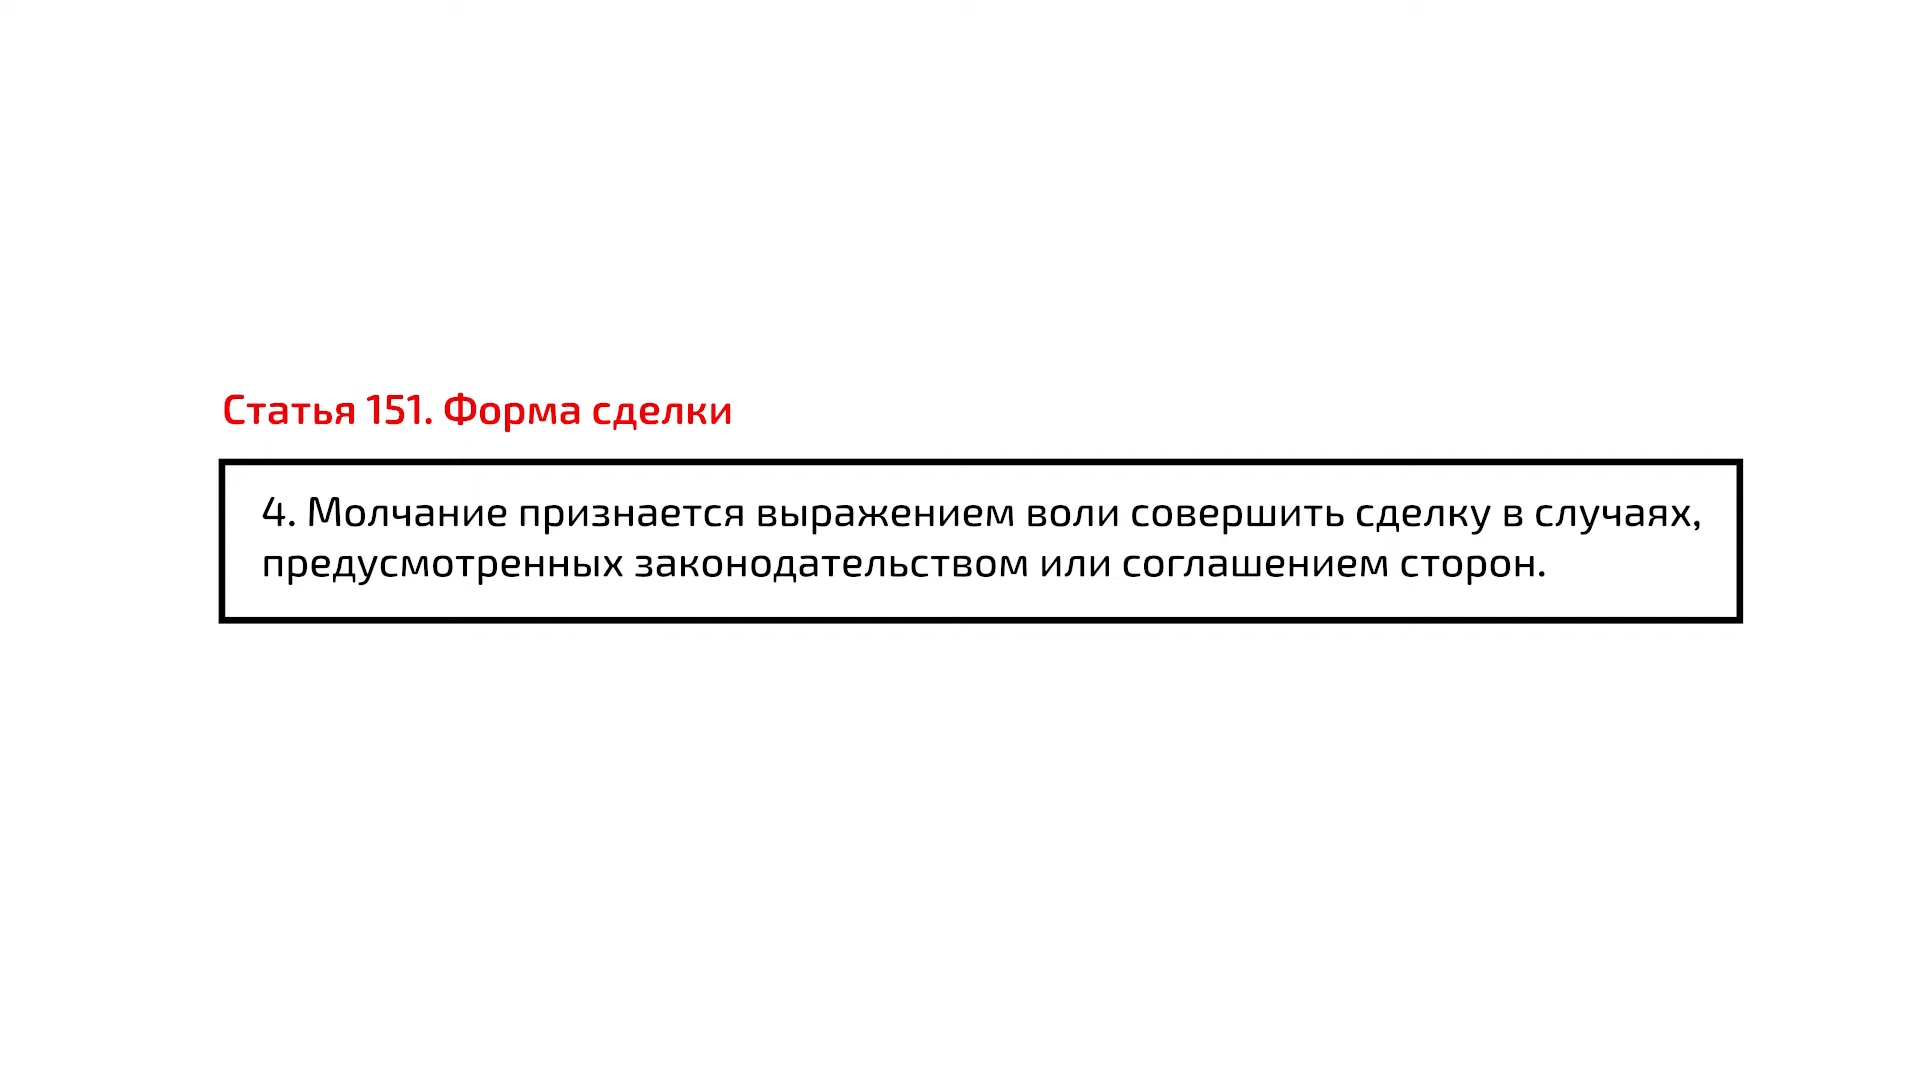 Статья 151. Форма сделки
4. Молчание признается выражением воли совершить сделку в случаях,
предусмотренных законодательством или соглашением сторон.